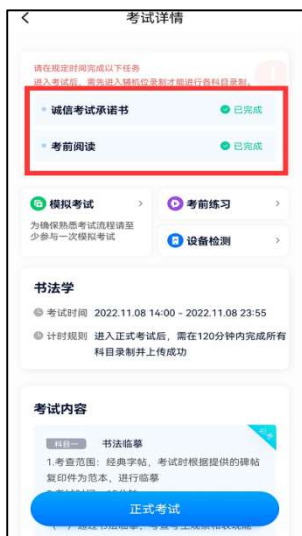 考试详情
请在规定时间完成以下任务
进入考试后，需先进入辅机位录制才能进行各科目录制。
诚信考试承诺书 已完成
考前阅读 已完成
模拟考试
为确保熟悉考试流程请至
少参与一次模拟考试
考前练习
设备检测
书法学
考试时间 2022.11.08 14:00 - 2022.11.08 23:55
计时规则 进入正式考试后，需在120分钟内完成所有
科目录制并上传成功
考试内容
科目一 书法临摹
1.考查范围：经典字帖，考试时根据提供的碑帖
复印件为范本，进行临摹
正式考试